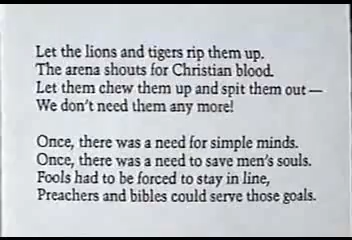 Let the lions and tigers rip them up.
The arena shouts for Christian blood.
Let them chew them up and spit them out—
We don't need them any more!
Once, there was a need for simple minds.
Once, there was a need to save men's souls.
Fools had to be forced to stay in line,
Preachers and bibles could serve those goals.